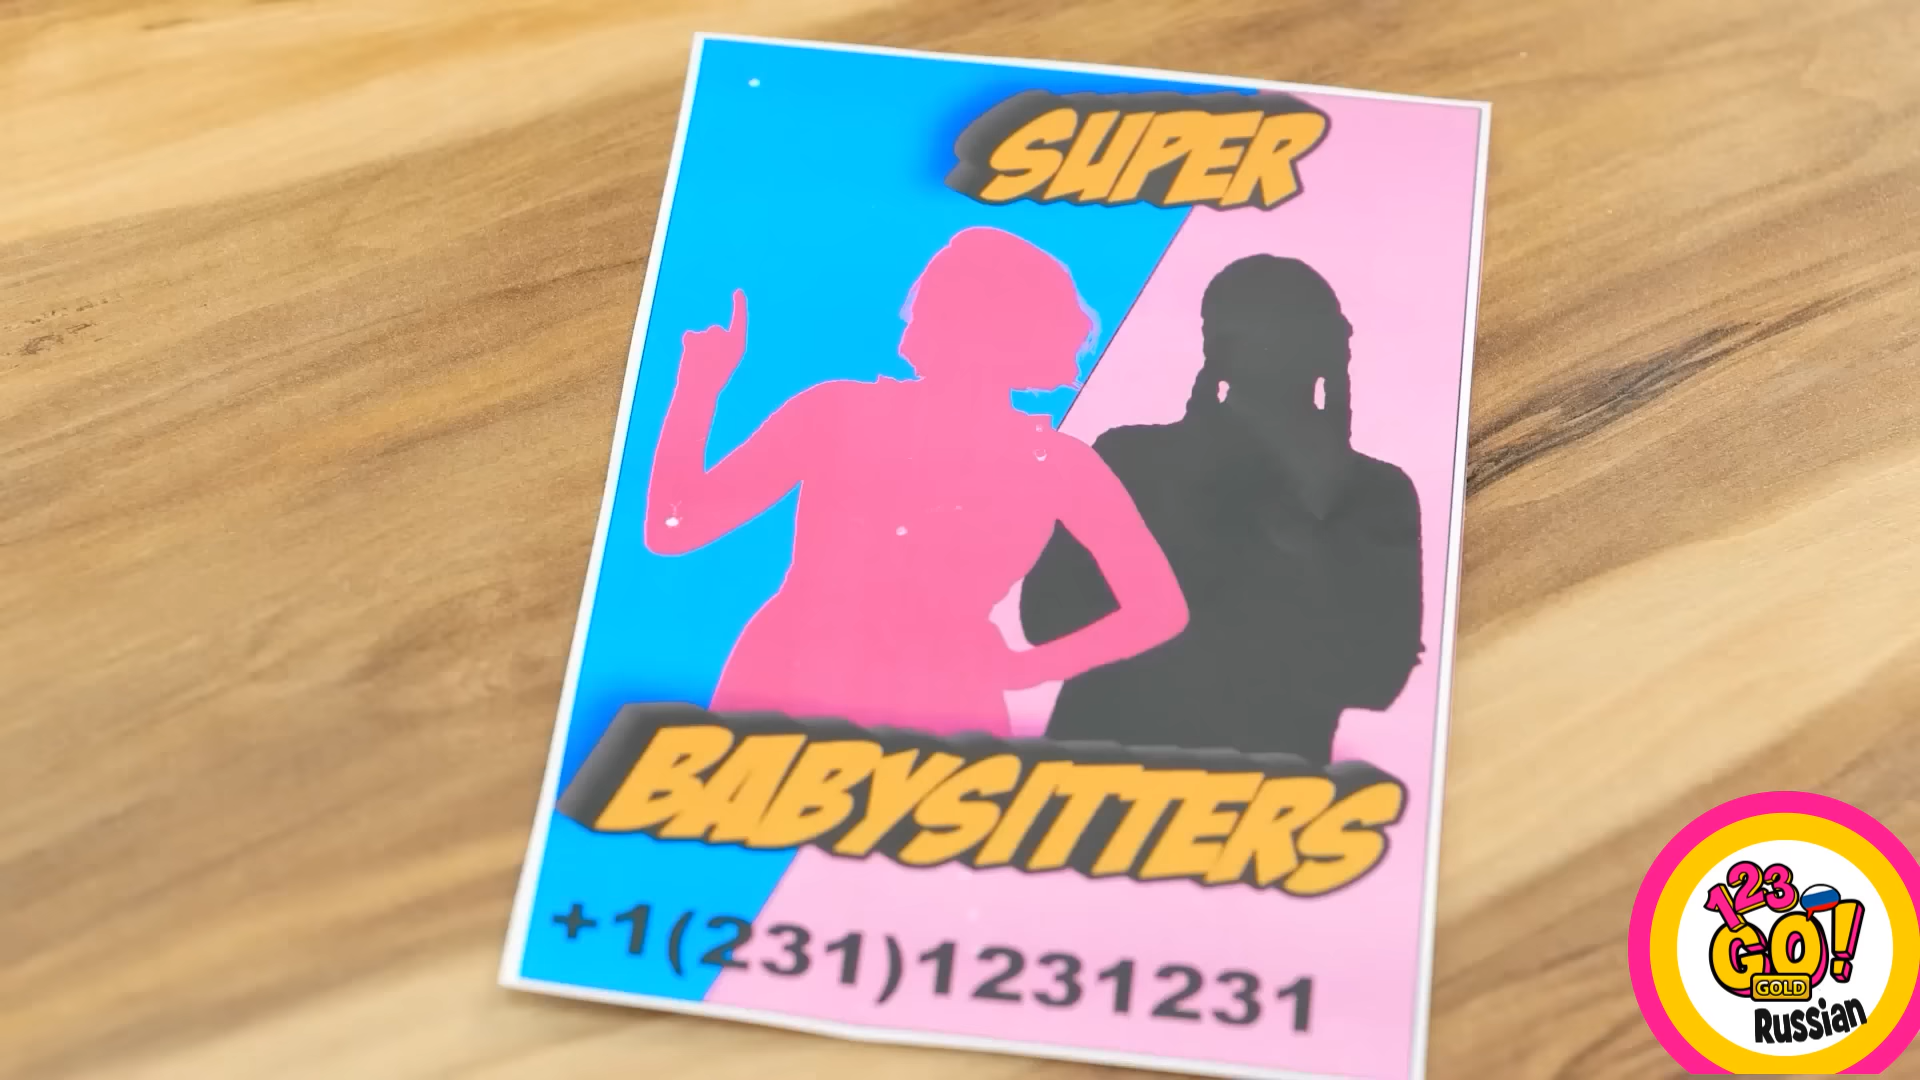 SUPER
BABYSITTERS
+1(231)1231231
123
GO!
GOLD
Russian